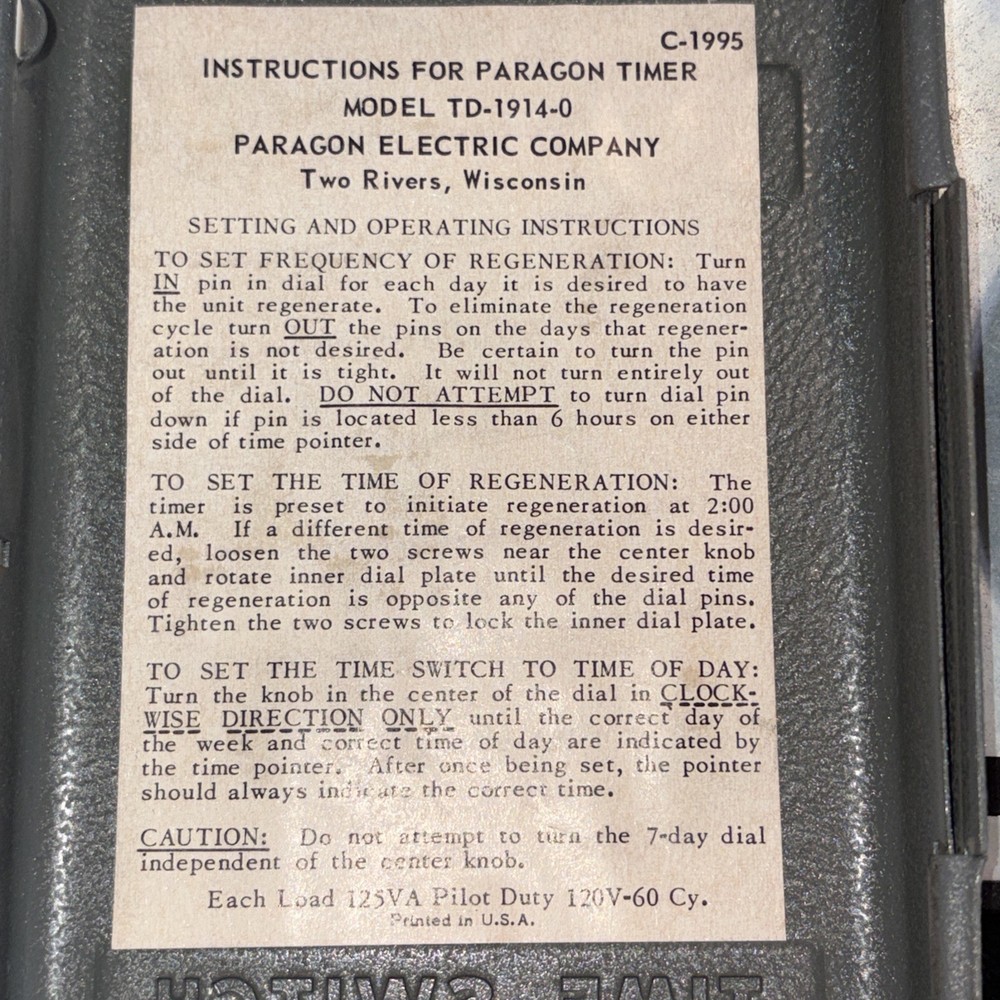 C-1995
INSTRUCTIONS FOR PARAGON TIMER
MODEL TD-1914-0
PARAGON ELECTRIC COMPANY
Two Rivers, Wisconsin
SETTING AND OPERATING INSTRUCTIONS
TO SET FREQUENCY OF REGENERATION: Turn
IN pin in dial for each day it is desired to have
the unit regenerate. To eliminate the regeneration
cycle turn OUT the pins on the days that regener-
ation is not desired. Be certain to turn the pin
out until it is tight. It will not turn entirely out
of the dial. DO NOT ATTEMPT to turn dial pin
down if pin is located less than 6 hours on either
side of time pointer.
TO SET THE TIME OF REGENERATION: The
timer is preset to initiate regeneration at 2:00
A.M. If a different time of regeneration is desir-
ed, loosen the two screws near the center knob
and rotate inner dial plate until the desired time
of regeneration is opposite any of the dial pins.
Tighten the two screws to lock the inner dial plate.
TO SET THE TIME SWITCH TO TIME OF DAY:
Turn the knob in the center of the dial in CLOCK-
WISE DIRECTION ONLY until the correct day of
the week and correct time of day are indicated by
the time pointer. After once being set, the pointer
should always indicate the correct time.
CAUTION: Do not attempt to turn the 7-day dial
independent of the center knob.
Each Load 125VA Pilot Duty 120V-60 Cy.
Printed in U.S.A.
TIME SWITCH